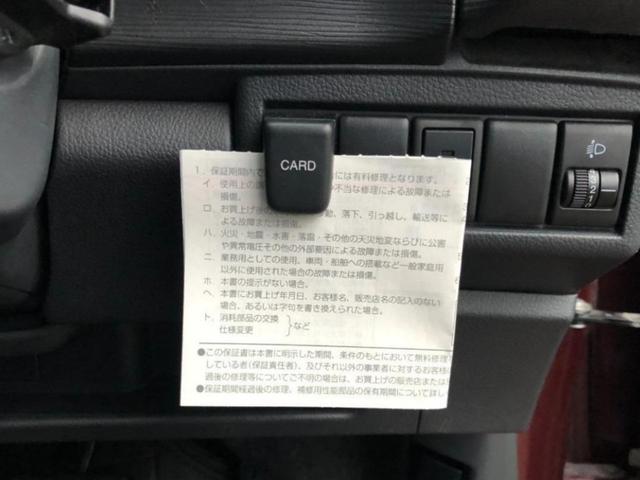 CARD
1. 保証期間内で には有料修理となります。
イ. 使用上の誤 の不当な修理による故障または
損傷。
ロ. お買上げま 動、落下、引っ越し、輸送等に
よる故障または損傷。
ハ. 火災・地震・水害・落雷・その他の天災地変ならびに公害
や異常電圧その他の外部要因による故障または損傷。
ニ. 業務用としての使用、車両・船舶への搭載など一般家庭用
以外に使用された場合の故障または損傷。
ホ. 本書の提示がない場合。
ヘ. 本書にお買上げ年月日、お客様名、販売店名の記入のない
場合、あるいは字句を書き換えられた場合。
ト. 消耗部品の交換
仕様変更 }など
●この保証書は本書に明示した期間、条件のもとにおいて無料修理
している者(保証責任者)、及びそれ以外の事業者に対するお客様
過後の修理等についてご不明の場合は、お買上げの販売店または
●保証期間経過後の修理、補修用性能部品の保有期間について詳し